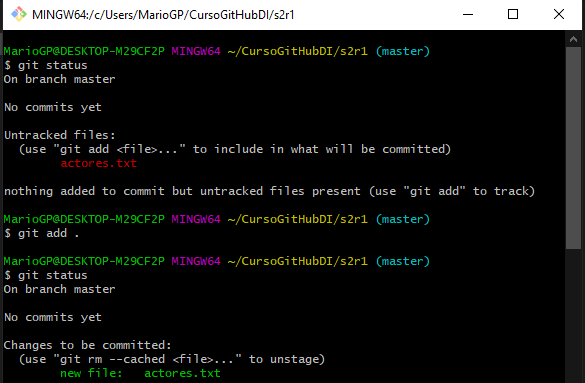 MINGW64:/c/Users/MarioGP/CursoGitHubDI/s2r1
MarioGP@DESKTOP-M29CF2P MINGW64 ~/CursoGitHubDI/s2r1 (master)
$ git status
On branch master
No commits yet
Untracked files:
  (use "git add <file>..." to include in what will be committed)
        actores.txt
nothing added to commit but untracked files present (use "git add" to track)
MarioGP@DESKTOP-M29CF2P MINGW64 ~/CursoGitHubDI/s2r1 (master)
$ git add .
MarioGP@DESKTOP-M29CF2P MINGW64 ~/CursoGitHubDI/s2r1 (master)
$ git status
On branch master
No commits yet
Changes to be committed:
  (use "git rm --cached <file>..." to unstage)
        new file:   actores.txt